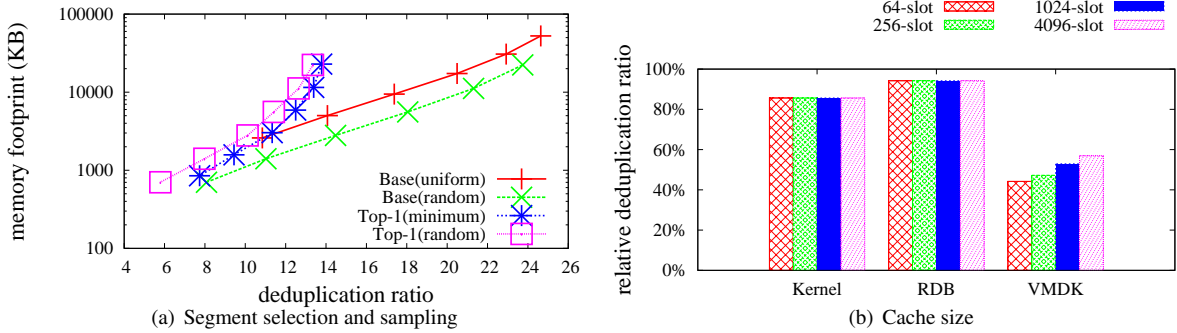 100000
10000
1000
100
memory footprint (KB)
4 6 8 10 12 14 16 18 20 22 24 26
deduplication ratio
Base(uniform)
Base(random)
Top-1(minimum)
Top-1(random)
(a) Segment selection and sampling
64-slot
256-slot
1024-slot
4096-slot
100%
80%
60%
40%
20%
0%
relative deduplication ratio
Kernel RDB VMDK
(b) Cache size